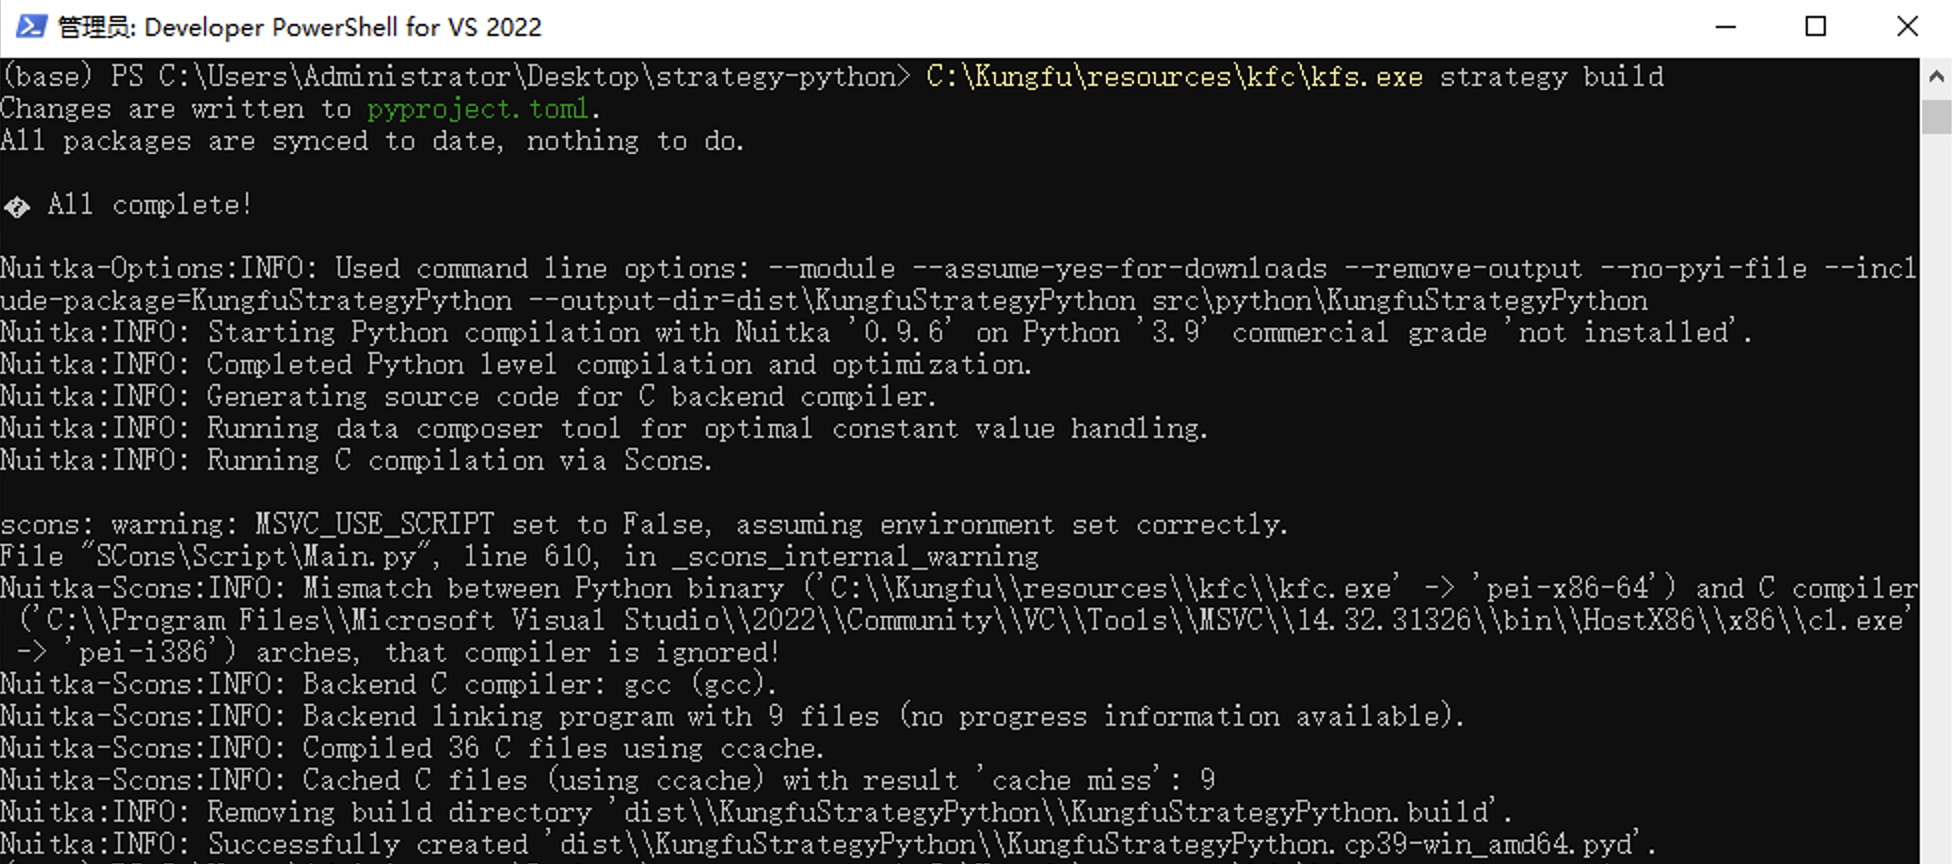 管理员: Developer PowerShell for VS 2022
(base) PS C:\Users\Administrator\Desktop\strategy-python> C:\Kungfu\resources\kfc\kfs.exe strategy build
Changes are written to pyproject.toml.
All packages are synced to date, nothing to do.
� All complete!
Nuitka-Options:INFO: Used command line options: --module --assume-yes-for-downloads --remove-output --no-pyi-file --incl
ude-package=KungfuStrategyPython --output-dir=dist\KungfuStrategyPython src\python\KungfuStrategyPython
Nuitka:INFO: Starting Python compilation with Nuitka '0.9.6' on Python '3.9' commercial grade 'not installed'.
Nuitka:INFO: Completed Python level compilation and optimization.
Nuitka:INFO: Generating source code for C backend compiler.
Nuitka:INFO: Running data composer tool for optimal constant value handling.
Nuitka:INFO: Running C compilation via Scons.
scons: warning: MSVC_USE_SCRIPT set to False, assuming environment set correctly.
File "SCons\Script\Main.py", line 610, in _scons_internal_warning
Nuitka-Scons:INFO: Mismatch between Python binary ('C:\\Kungfu\\resources\\kfc\\kfc.exe' -> 'pei-x86-64') and C compiler
 ('C:\\Program Files\\Microsoft Visual Studio\\2022\\Community\\VC\\Tools\\MSVC\\14.32.31326\\bin\\HostX86\\x86\\cl.exe'
 -> 'pei-i386') arches, that compiler is ignored!
Nuitka-Scons:INFO: Backend C compiler: gcc (gcc).
Nuitka-Scons:INFO: Backend linking program with 9 files (no progress information available).
Nuitka-Scons:INFO: Compiled 36 C files using ccache.
Nuitka-Scons:INFO: Cached C files (using ccache) with result 'cache miss': 9
Nuitka:INFO: Removing build directory 'dist\\KungfuStrategyPython\\KungfuStrategyPython.build'.
Nuitka:INFO: Successfully created 'dist\\KungfuStrategyPython\\KungfuStrategyPython.cp39-win_amd64.pyd'.